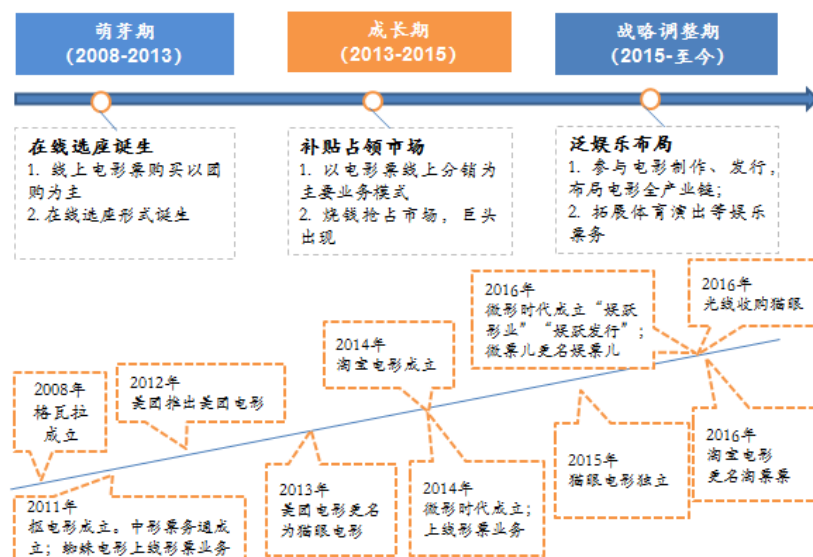 萌芽期
(2008-2013)
成长期
(2013-2015)
战略调整期
(2015-至今)
在线选座诞生
1. 线上电影票购买以团
购为主
2.在线选座形式诞生
补贴占领市场
1. 以电影票线上分销为
主要业务模式
2. 烧钱抢占市场，巨头
出现
泛娱乐布局
1. 参与电影制作、发行，
布局电影全产业链；
2. 拓展体育演出等娱乐
票务
2008年
格瓦拉
成立
2011年
抠电影成立。中影票务通成
立；蜘蛛电影上线影票业务
2012年
美团推出美团电影
2013年
美团电影更名
为猫眼电影
2014年
淘宝电影成立
2014年
微影时代成立；
上线影票业务
2015年
猫眼电影独立
2016年
微影时代成立“娱跃
影业”“娱跃发行”；
微票儿更名娱票儿
2016年
光线收购猫眼
2016年
淘宝电影
更名淘票票